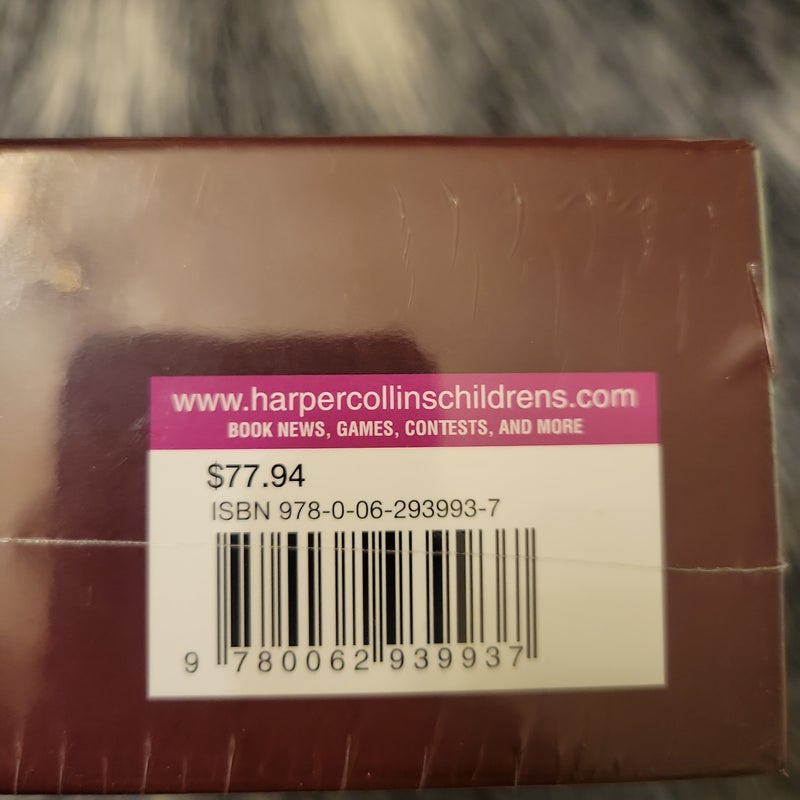 www.harpercollinschildrens.com
BOOK NEWS, GAMES, CONTESTS, AND MORE
$77.94
ISBN 978-0-06-293993-7
9 780062 939937